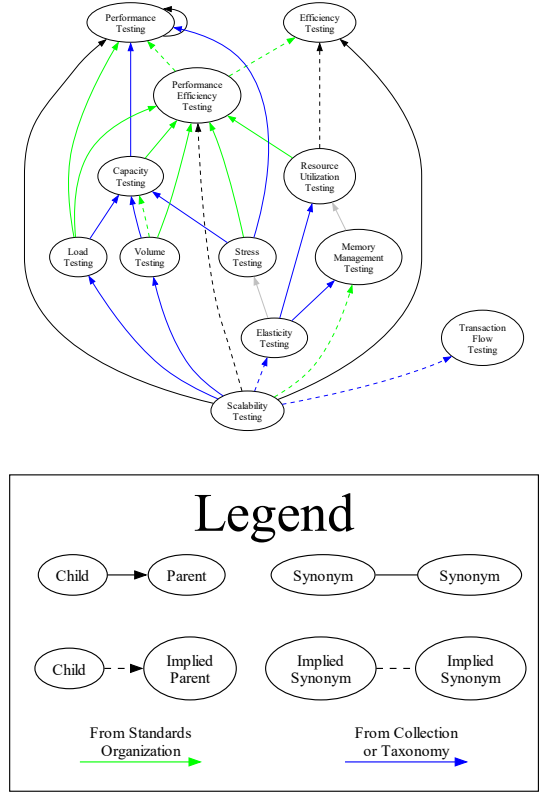 Performance
Testing
Efficiency
Testing
Performance
Efficiency
Testing
Capacity
Testing
Resource
Utilization
Testing
Load
Testing
Volume
Testing
Stress
Testing
Memory
Management
Testing
Elasticity
Testing
Transaction
Flow
Testing
Scalability
Testing
Legend
Child
Parent
Synonym
Synonym
Child
Implied
Parent
Implied
Synonym
Implied
Synonym
From Standards
Organization
From Collection
or Taxonomy